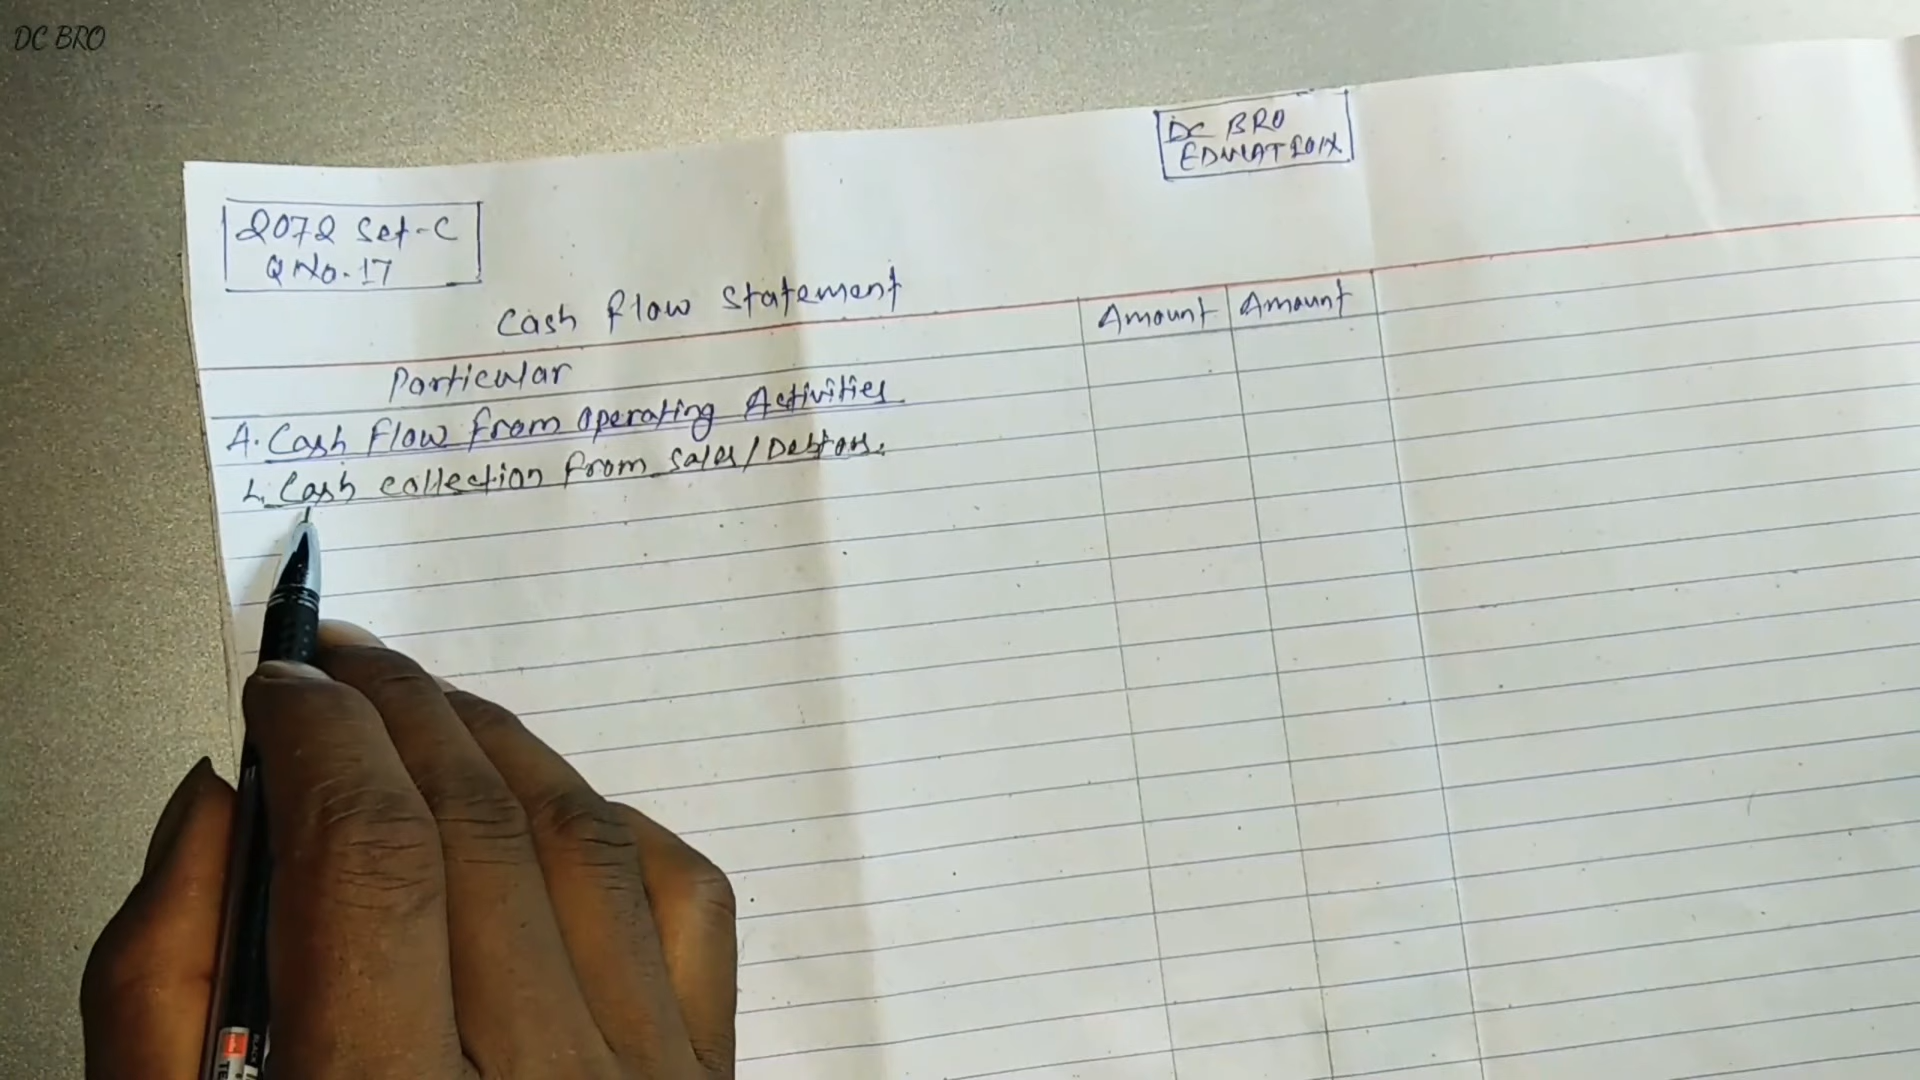 DC BRO
DC BRO
EDUCATION
2072 Set-C
Q No. 17
Cash flow Statement
Particular
Amount
Amount
A. Cash Flow from Operating Activities
1. Cash collection from Sales/Debtors.